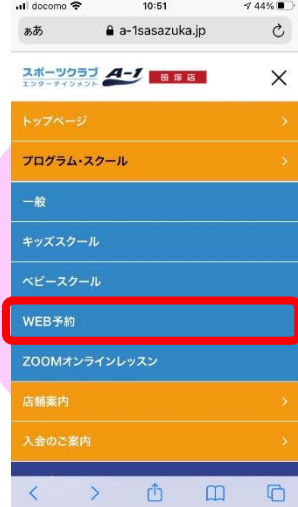 docomo 10:51 44%
ああ a-1sasazuka.jp
スポーツクラブ A-1 笹塚店
エンターテインメント
トップページ
プログラム・スクール
一般
キッズスクール
ベビースクール
WEB予約
ZOOMオンラインレッスン
店舗案内
入会のご案内